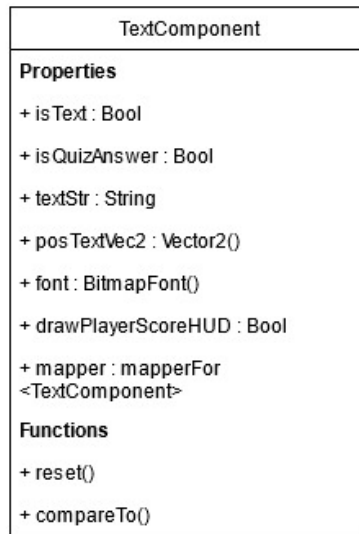 TextComponent
Properties
+ isText : Bool
+ isQuizAnswer : Bool
+ textStr : String
+ posTextVec2 : Vector2()
+ font : BitmapFont()
+ drawPlayerScoreHUD : Bool
+ mapper : mapperFor
<TextComponent>
Functions
+ reset()
+ compareTo()